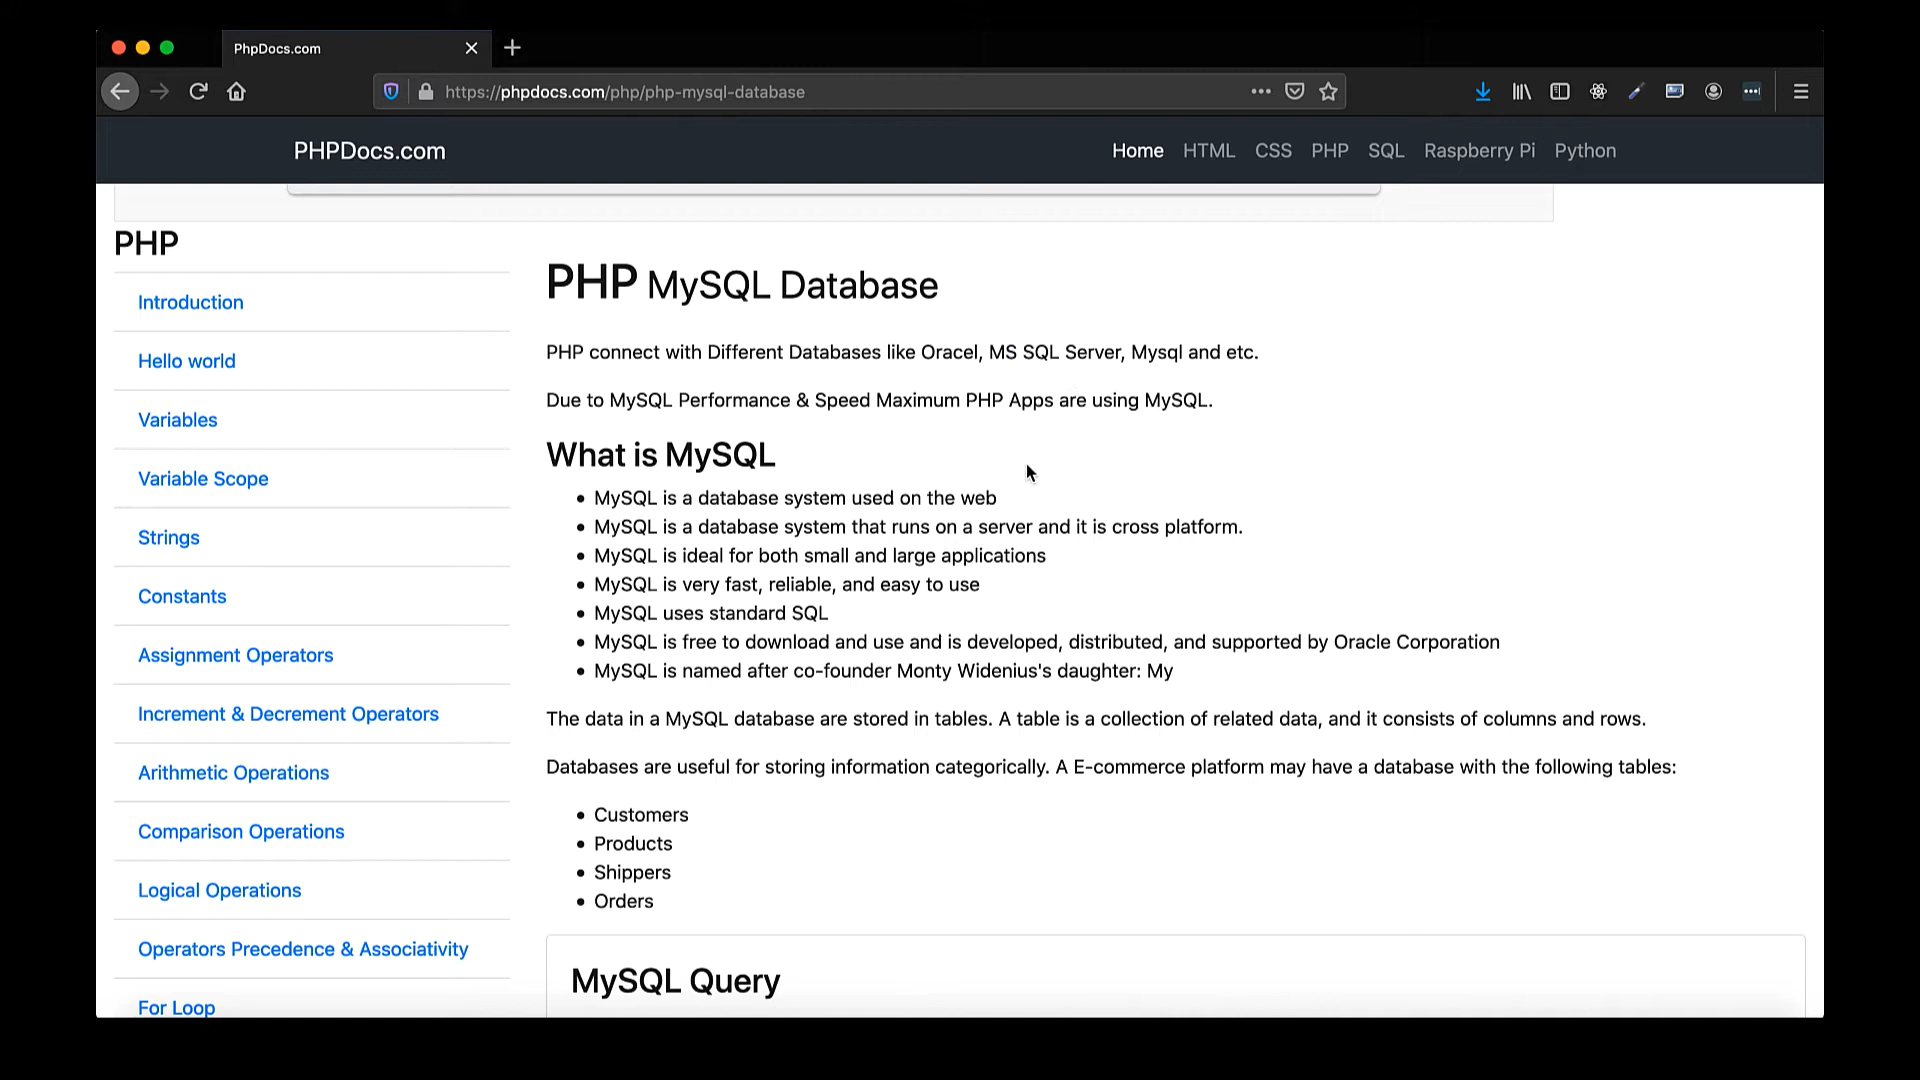 PhpDocs.com
https://phpdocs.com/php/php-mysql-database
PHPDocs.com
Home HTML CSS PHP SQL Raspberry Pi Python
PHP
Introduction
Hello world
Variables
Variable Scope
Strings
Constants
Assignment Operators
Increment & Decrement Operators
Arithmetic Operations
Comparison Operations
Logical Operations
Operators Precedence & Associativity
For Loop
PHP MySQL Database
PHP connect with Different Databases like Oracel, MS SQL Server, Mysql and etc.
Due to MySQL Performance & Speed Maximum PHP Apps are using MySQL.
What is MySQL
• MySQL is a database system used on the web
• MySQL is a database system that runs on a server and it is cross platform.
• MySQL is ideal for both small and large applications
• MySQL is very fast, reliable, and easy to use
• MySQL uses standard SQL
• MySQL is free to download and use and is developed, distributed, and supported by Oracle Corporation
• MySQL is named after co-founder Monty Widenius's daughter: My
The data in a MySQL database are stored in tables. A table is a collection of related data, and it consists of columns and rows.
Databases are useful for storing information categorically. A E-commerce platform may have a database with the following tables:
• Customers
• Products
• Shippers
• Orders
MySQL Query